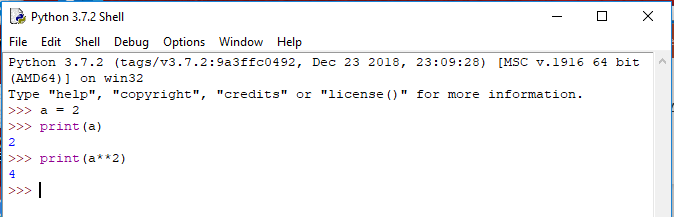 Python 3.7.2 Shell
File Edit Shell Debug Options Window Help
Python 3.7.2 (tags/v3.7.2:9a3ffc0492, Dec 23 2018, 23:09:28) [MSC v.1916 64 bit
(AMD64)] on win32
Type "help", "copyright", "credits" or "license()" for more information.
>>> a = 2
>>> print(a)
2
>>> print(a**2)
4
>>>